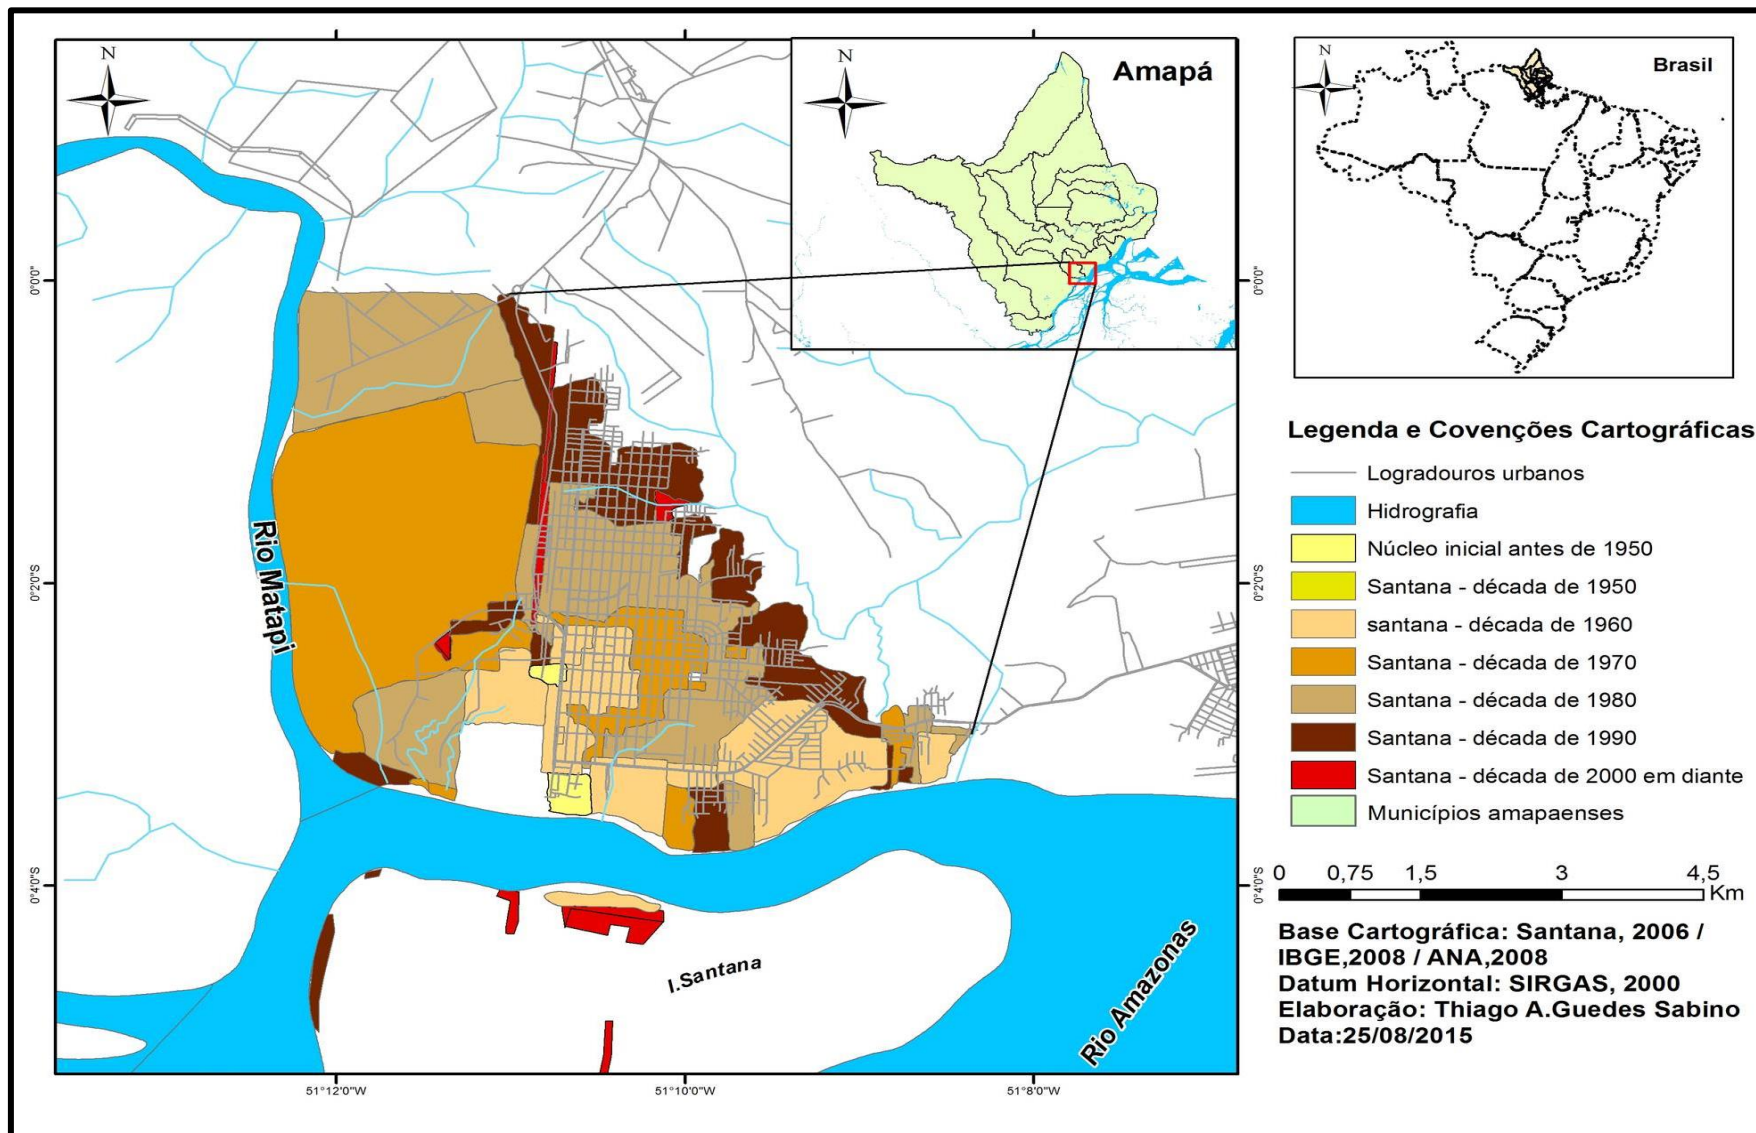 N
N
Amapá
N
Brasil
0°0'0"
0°0'0"
Rio Matapi
0°2'0"S
0°2'0"S
0°4'0"S
0°4'0"S
I.Santana
Rio Amazonas
51°12'0"W
51°10'0"W
51°8'0"W
Legenda e Covenções Cartográficas
Logradouros urbanos
Hidrografia
Núcleo inicial antes de 1950
Santana - década de 1950
santana - década de 1960
Santana - década de 1970
Santana - década de 1980
Santana - década de 1990
Santana - década de 2000 em diante
Municípios amapaenses
0 0,75 1,5 3 4,5
Km
Base Cartográfica: Santana, 2006 /
IBGE,2008 / ANA,2008
Datum Horizontal: SIRGAS, 2000
Elaboração: Thiago A.Guedes Sabino
Data:25/08/2015